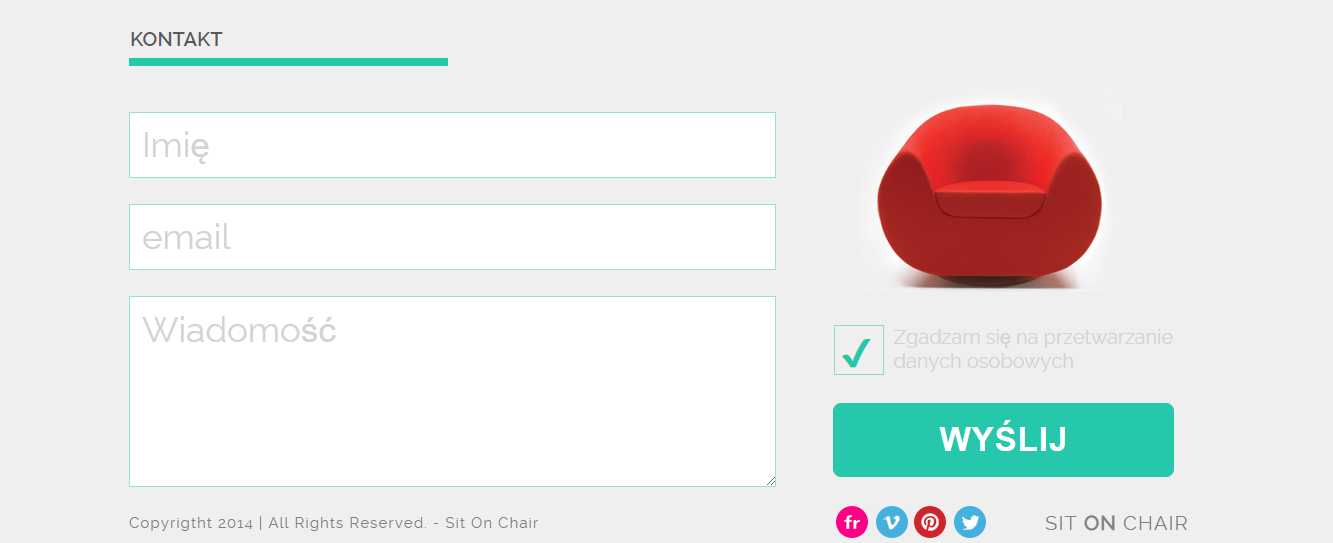 KONTAKT
Imię
email
Wiadomość
Zgadzam się na przetwarzanie
danych osobowych
WYŚLIJ
Copyrigtht 2014 | All Rights Reserved. - Sit On Chair
fr
SIT ON CHAIR